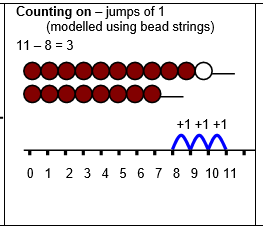 Counting on – jumps of 1
(modelled using bead strings)
11 – 8 = 3
+1 +1 +1
0 1 2 3 4 5 6 7 8 9 10 11